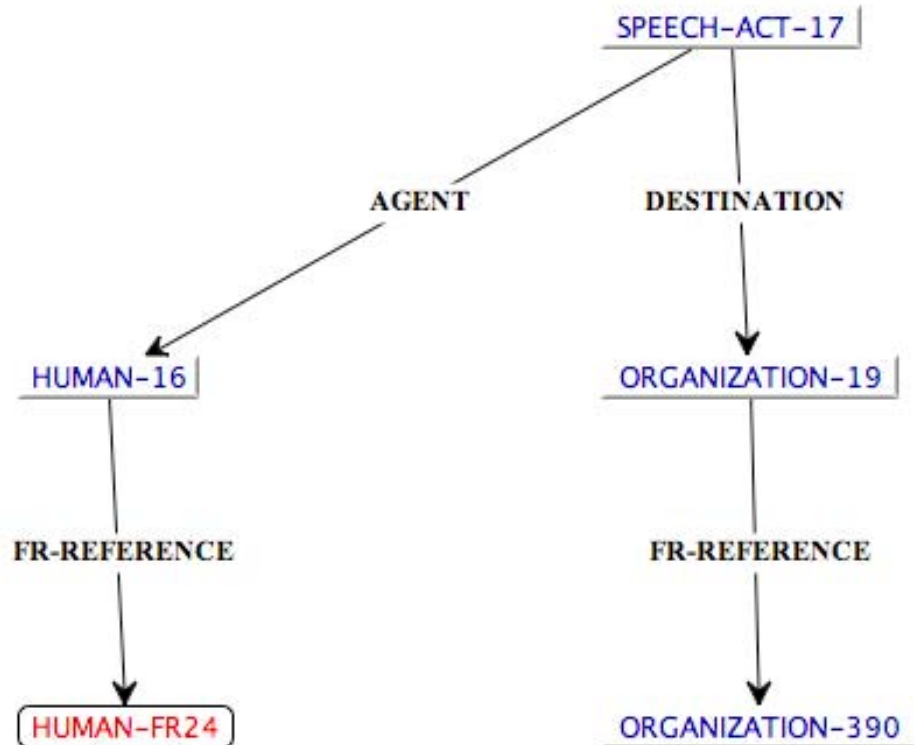 SPEECH-ACT-17
AGENT
DESTINATION
HUMAN-16
ORGANIZATION-19
FR-REFERENCE
FR-REFERENCE
HUMAN-FR24
ORGANIZATION-390